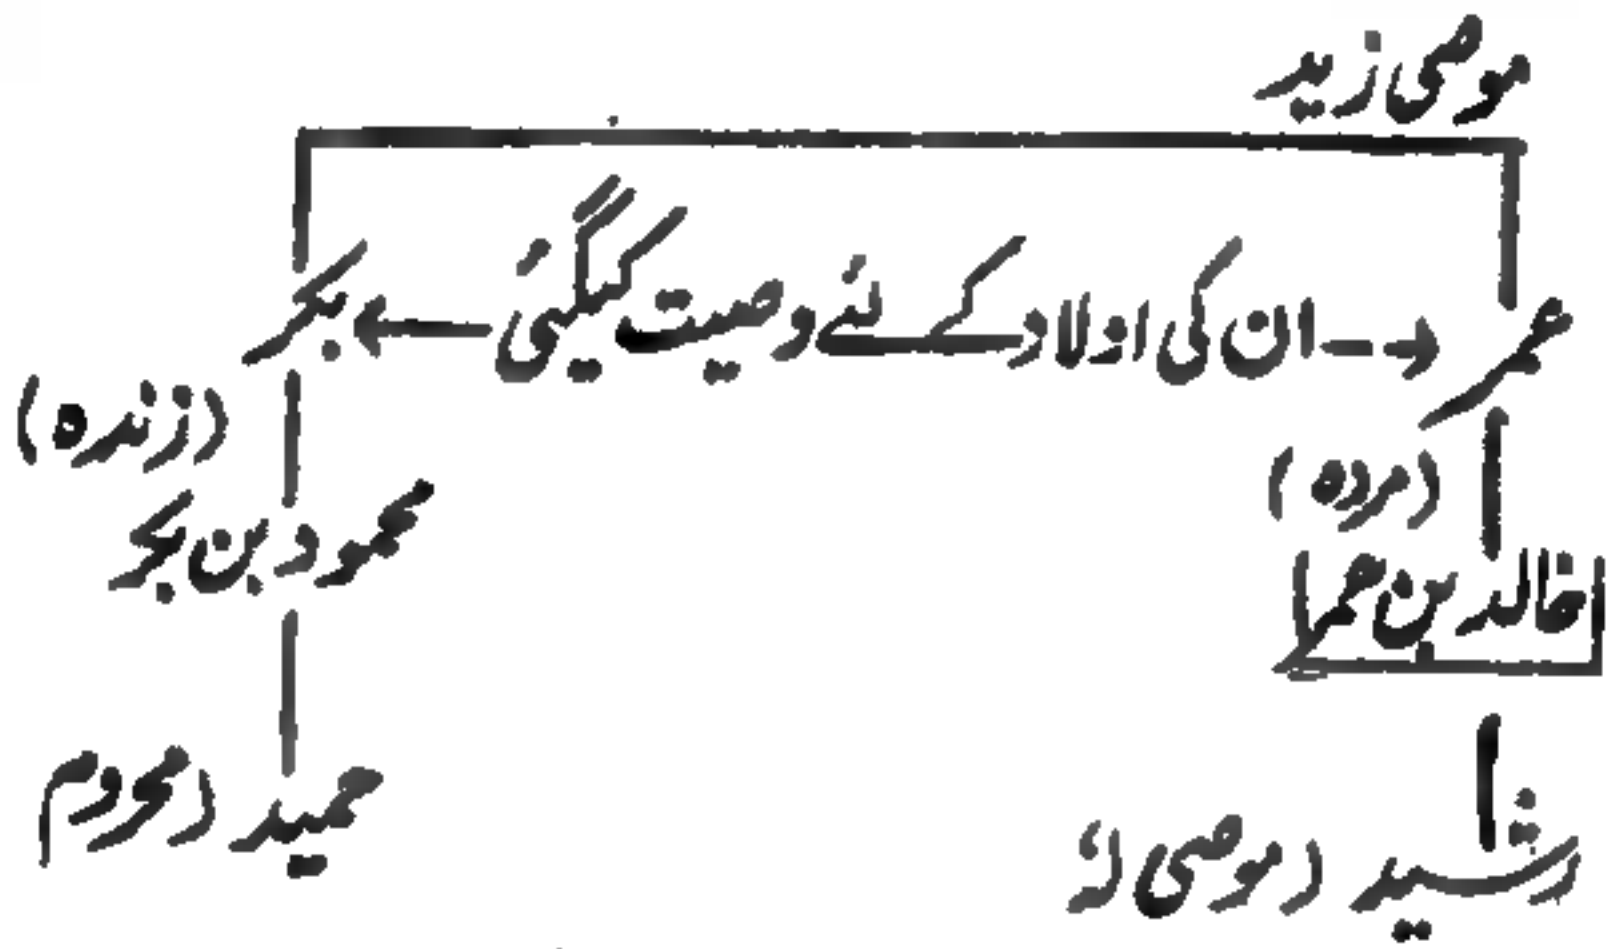 موصی زید
عمر → ان کی اولاد کے لئے وصیت کیگئی ← بکر
(مردہ) (زندہ)
خالد بن عمر محمود بن بکر
رشید (موصی لہٗ حمید (محروم